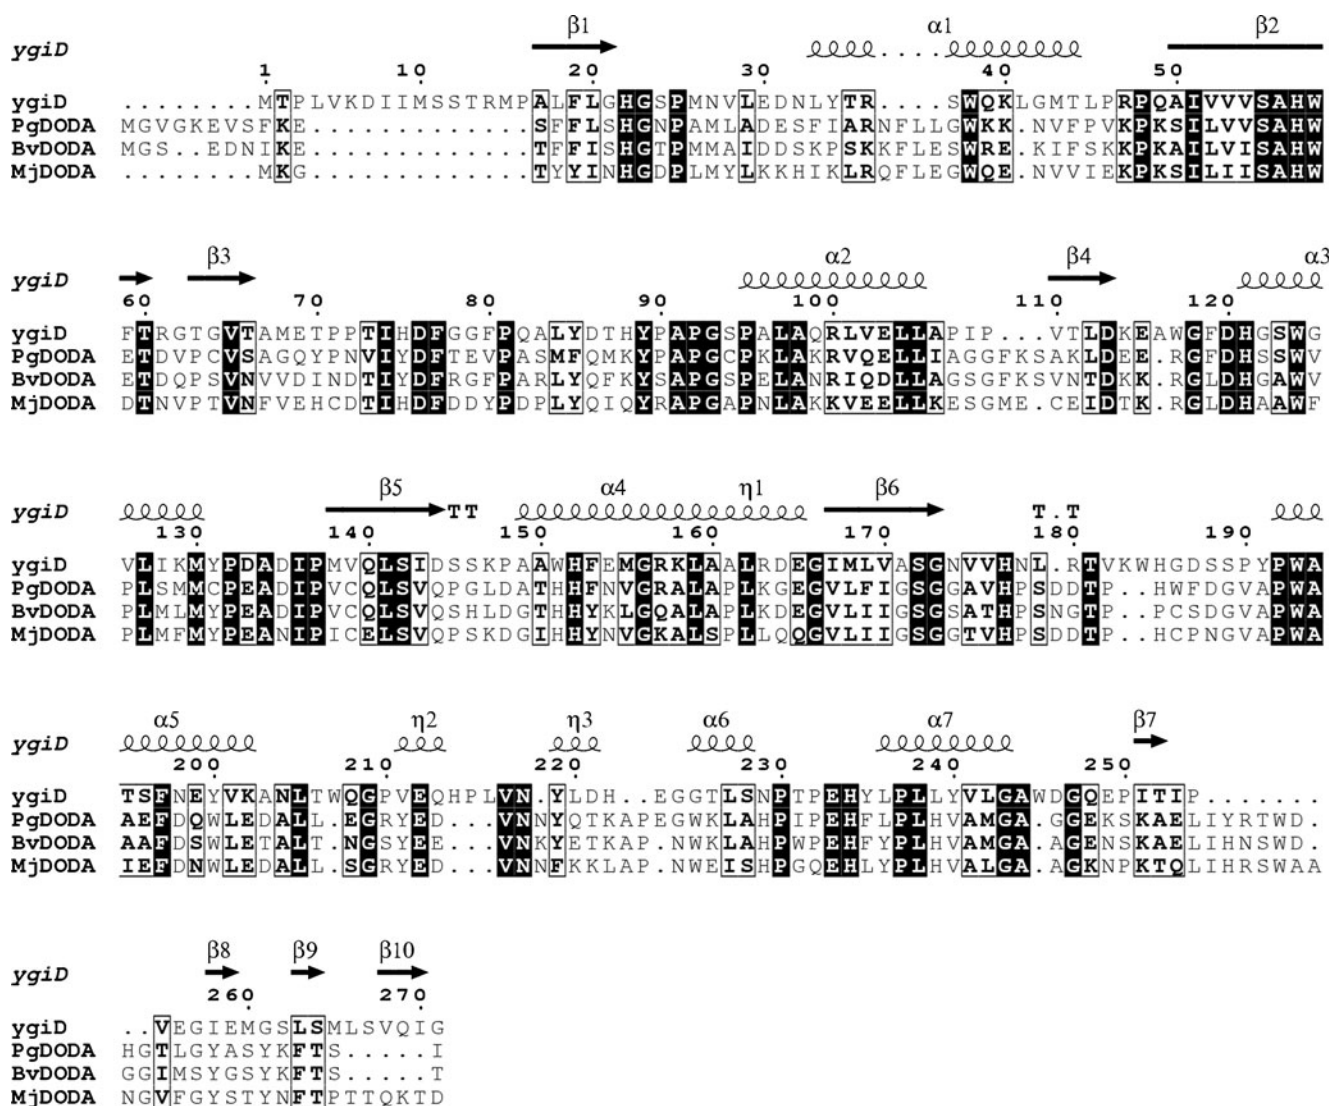 β1 α1 β2
ygiD
1 10 20 30 40 50
ygiD ........MTPLVKDIIMSSTRMPALFLGHGSPMNVLEDNLYTR....SWQKLGMTLPRPQAIVVVSAHW
PgDODA MGVGKEVSFKE.............SFFLSHGNPAMLADESFIARNFLLGWKK.NVFPVKPKSILVVSAHW
BvDODA MGS..EDNIKE.............TFFISHGTPMMAIDDSKPSKKFLESWRE.KIFSKKPKAILVISAHW
MjDODA ........MKG.............TYYINHGDPLMYLKKHIKLRQFLEGWQE.NVVIEKPKSILIISAHW
β3 α2 β4 α3
ygiD
60 70 80 90 100 110 120
ygiD FTRGTGVTAMETPPTIHDFGGFPQALYDTHYPAPGSPALAQRLVELLAPIP...VTLDKEAWGFDHGSWG
PgDODA ETDVPCVSAGQYPNVIYDFTEVPASMFQMKYPAPGCPKLAKRVQELLIAGGFKSAKLDEE.RGFDHSSWV
BvDODA ETDQPSVNVVDINDTIYDFRGFPARLYQFKYSAPGSPELANRIQDLLAGSGFKSVNTDKK.RGLDHGAWV
MjDODA DTNVPTVNFVEHCDTIHDFDDYPDPLYQIQYRAPGAPNLAKKVEELLKESGME.CEIDTK.RGLDHAAWF
β5 α4 η1 β6
ygiD TT T.T
130 140 150 160 170 180 190
ygiD VLIKMYPDADIPMVQLSIDSSKPAAWHFEMGRKLAALRDEGIMLVASGNVVHNL.RTVKWHGDSSPYPWA
PgDODA PLSMMCPEADIPVCQLSVQPGLDATHHFNVGRALAPLKGEGVLFIGSGGAVHPSDDTP..HWFDGVAPWA
BvDODA PLMLMYPEADIPVCQLSVQSHLDGTHHYKLGQALAPLKDEGVLIIGSGSATHPSNGTP..PCSDGVAPWA
MjDODA PLMFMYPEANIPICELSVQPSKDGIHHYNVGKALSPLLQQGVLIIGSGGTVHPSDDTP..HCPNGVAPWA
α5 η2 η3 α6 α7 β7
ygiD
200 210 220 230 240 250
ygiD TSFNEYVKANLTWQGPVEQHPLVN.YLDH..EGGTLSNPTPEHYLPLLYVLGAWDGQEPITIP.......
PgDODA AEFDQWLEDALL.EGRYED...VNNYQTKAPEGWKLAHPIPEHFLPLHVAMGA.GGEKSKAELIYRTWD.
BvDODA AAFDSWLETALT.NGSYEE...VNKYETKAP.NWKLAHPWPEHFYPLHVAMGA.AGENSKAELIHNSWD.
MjDODA IEFDNWLEDALL.SGRYED...VNNFKKLAP.NWEISHPGQEHLYPLHVALGA.AGKNPKTQLIHRSWAA
β8 β9 β10
ygiD
260 270
ygiD ..VEGIEMGSLSMLSVQIG
PgDODA HGTLGYASYKFTS.....I
BvDODA GGIMSYGSYKFTS.....T
MjDODA NGVFGYSTYNFTPTTQKTD